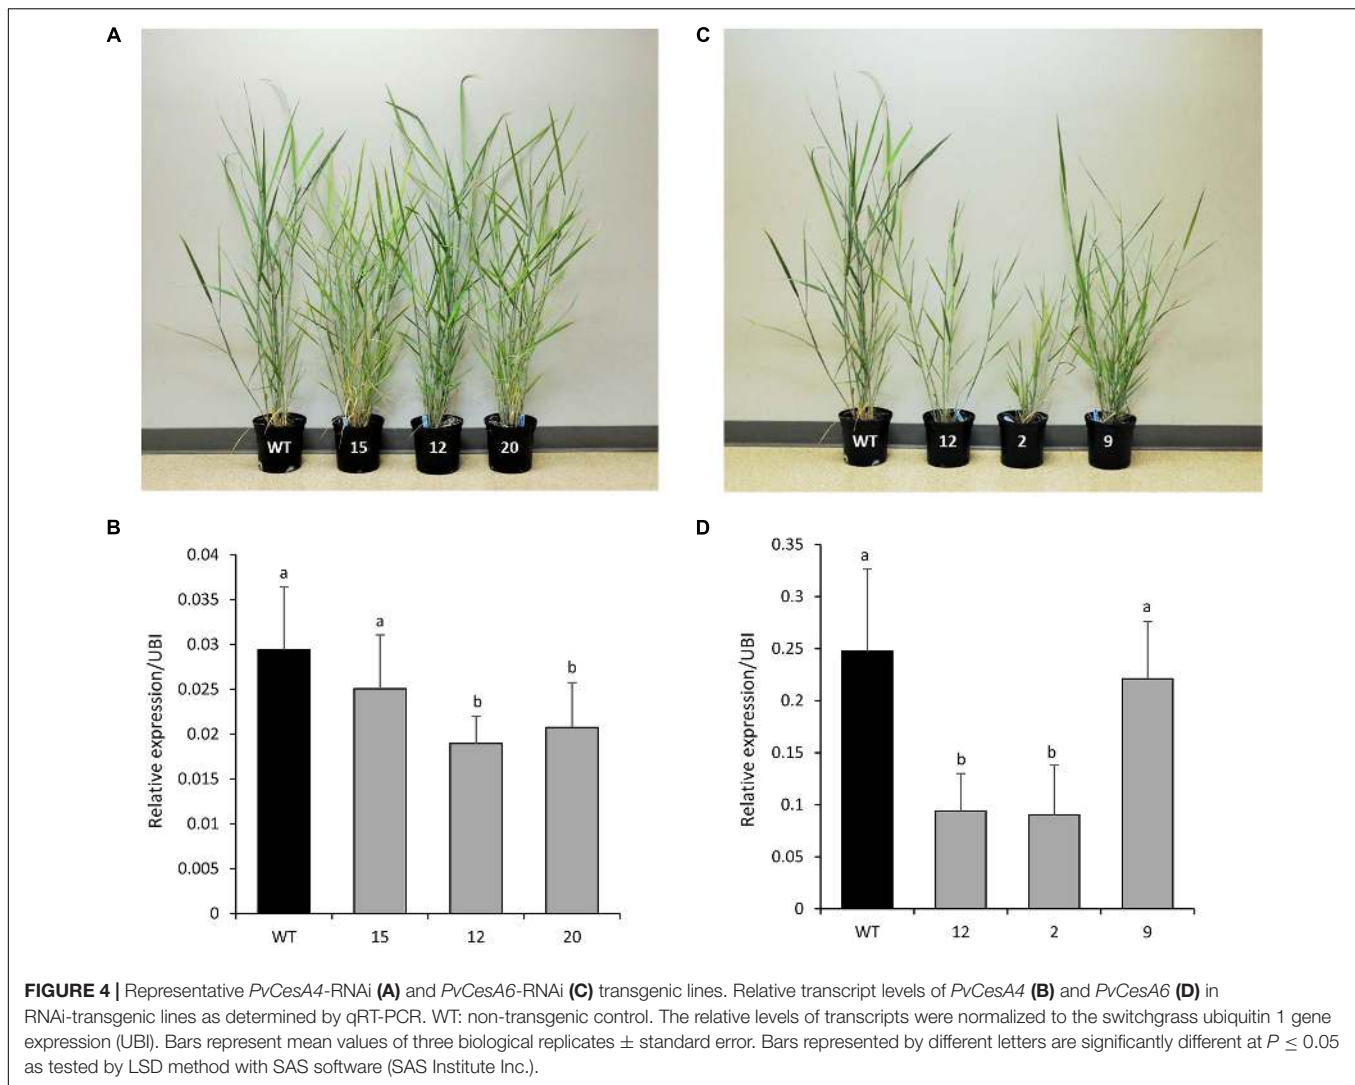 A
C
WT 15 12 20
WT 12 2 9
B
Relative expression/UBI
0.04
0.035
0.03
0.025
0.02
0.015
0.01
0.005
0
a
a
b
b
WT 15 12 20
D
Relative expression/UBI
0.35
0.3
0.25
0.2
0.15
0.1
0.05
0
a
b
b
a
WT 12 2 9
FIGURE 4 | Representative PvCesA4-RNAi (A) and PvCesA6-RNAi (C) transgenic lines. Relative transcript levels of PvCesA4 (B) and PvCesA6 (D) in
RNAi-transgenic lines as determined by qRT-PCR. WT: non-transgenic control. The relative levels of transcripts were normalized to the switchgrass ubiquitin 1 gene
expression (UBI). Bars represent mean values of three biological replicates ± standard error. Bars represented by different letters are significantly different at P ≤ 0.05
as tested by LSD method with SAS software (SAS Institute Inc.).